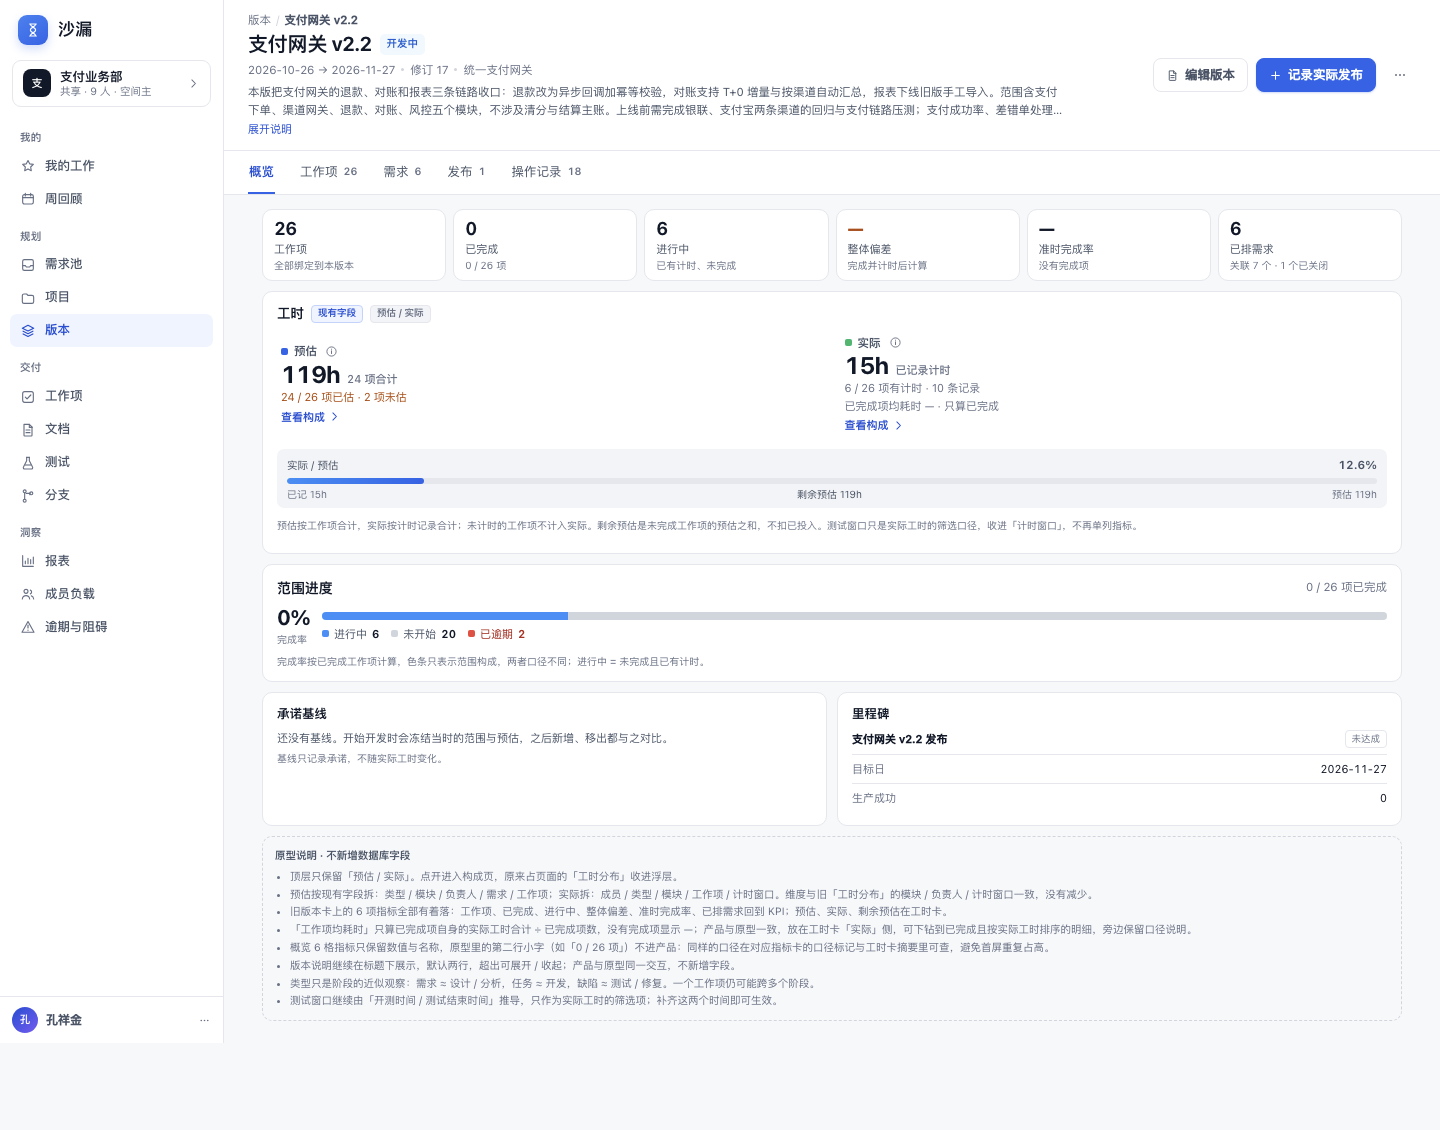 沙漏
支
支付业务部
共享 · 9 人 · 空间主
我的
我的工作
周回顾
规划
需求池
项目
版本
交付
工作项
文档
测试
分支
洞察
报表
成员负载
逾期与阻碍
孔
孔祥金
···
版本 / 支付网关 v2.2
支付网关 v2.2 开发中
2026-10-26 → 2026-11-27 · 修订 17 · 统一支付网关
本版把支付网关的退款、对账和报表三条链路收口：退款改为异步回调加幂等校验，对账支持 T+0 增量与按渠道自动汇总，报表下线旧版手工导入。范围含支付
下单、渠道网关、退款、对账、风控五个模块，不涉及清分与结算主账。上线前需完成银联、支付宝两条渠道的回归与支付链路压测；支付成功率、差错单处理...
展开说明
编辑版本
记录实际发布
···
概览
工作项 26
需求 6
发布 1
操作记录 18
26
工作项
全部绑定到本版本
0
已完成
0 / 26 项
6
进行中
已有计时、未完成
—
整体偏差
完成并计时后计算
—
准时完成率
没有完成项
6
已排需求
关联 7 个 · 1 个已关闭
工时 现有字段 预估 / 实际
预估
119h 24 项合计
24 / 26 项已估 · 2 项未估
查看构成
实际
15h 已记录计时
6 / 26 项有计时 · 10 条记录
已完成项均耗时 — · 只算已完成
查看构成
实际 / 预估 12.6%
已记 15h 剩余预估 119h 预估 119h
预估按工作项合计，实际按计时记录合计；未计时的工作项不计入实际。剩余预估是未完成工作项的预估之和，不扣已投入。测试窗口只是实际工时的筛选口径，收进「计时窗口」，不再单列指标。
范围进度 0 / 26 项已完成
0%
完成率
进行中 6 未开始 20 已逾期 2
完成率按已完成工作项计算，色条只表示范围构成，两者口径不同；进行中 = 未完成且已有计时。
承诺基线
还没有基线。开始开发时会冻结当时的范围与预估，之后新增、移出都与之对比。
基线只记录承诺，不随实际工时变化。
里程碑
支付网关 v2.2 发布 未达成
目标日 2026-11-27
生产成功 0
原型说明 · 不新增数据库字段
• 顶层只保留「预估 / 实际」。点开进入构成页，原来占页面的「工时分布」收进浮层。
• 预估按现有字段拆：类型 / 模块 / 负责人 / 需求 / 工作项；实际拆：成员 / 类型 / 模块 / 工作项 / 计时窗口。维度与旧「工时分布」的模块 / 负责人 / 计时窗口一致，没有减少。
• 旧版本卡上的 6 项指标全部有着落：工作项、已完成、进行中、整体偏差、准时完成率、已排需求回到 KPI；预估、实际、剩余预估在工时卡。
• 「工作项均耗时」只算已完成项自身的实际工时合计 ÷ 已完成项数，没有完成项显示 —；产品与原型一致，放在工时卡「实际」侧，可下钻到已完成且按实际工时排序的明细，旁边保留口径说明。
• 概览 6 格指标只保留数值与名称，原型里的第二行小字（如「0 / 26 项」）不进产品：同样的口径在对应指标卡的口径标记与工时卡摘要里可查，避免首屏重复占高。
• 版本说明继续在标题下展示，默认两行，超出可展开 / 收起；产品与原型同一交互，不新增字段。
• 类型只是阶段的近似观察：需求 ≈ 设计 / 分析，任务 ≈ 开发，缺陷 ≈ 测试 / 修复。一个工作项仍可能跨多个阶段。
• 测试窗口继续由「开测时间 / 测试结束时间」推导，只作为实际工时的筛选项；补齐这两个时间即可生效。